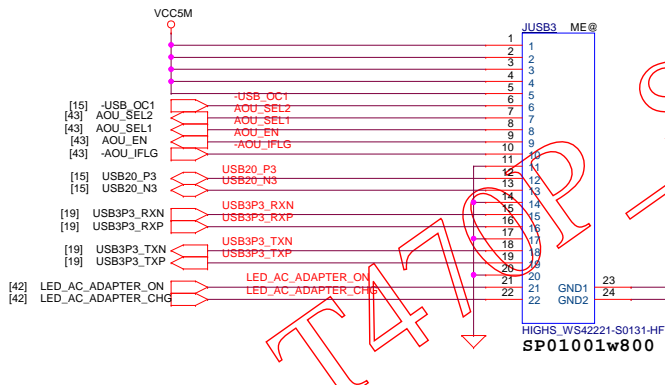 VCC5M
JUSB3 ME@
1 1
2 2
3 3
4 4
5 5
[15] -USB_OC1 -USB_OC1 6 6
[43] AOU_SEL2 AOU_SEL2 7 7
[43] AOU_SEL1 AOU_SEL1 8 8
[43] AOU_EN AOU_EN 9 9
[43] -AOU_IFLG -AOU_IFLG 10 10
11 11
[15] USB20_P3 USB20_P3 12 12
[15] USB20_N3 USB20_N3 13 13
14 14
[19] USB3P3_RXN USB3P3_RXN 15 15
[19] USB3P3_RXP USB3P3_RXP 16 16
17 17
[19] USB3P3_TXN USB3P3_TXN 18 18
[19] USB3P3_TXP USB3P3_TXP 19 19
20 20
[42] LED_AC_ADAPTER_ON LED_AC_ADAPTER_ON 21 21 GND1 23
[42] LED_AC_ADAPTER_CHG LED_AC_ADAPTER_CHG 22 22 GND2 24
HIGHS_WS42221-S0131-HF
SP01001w800
T470P_S